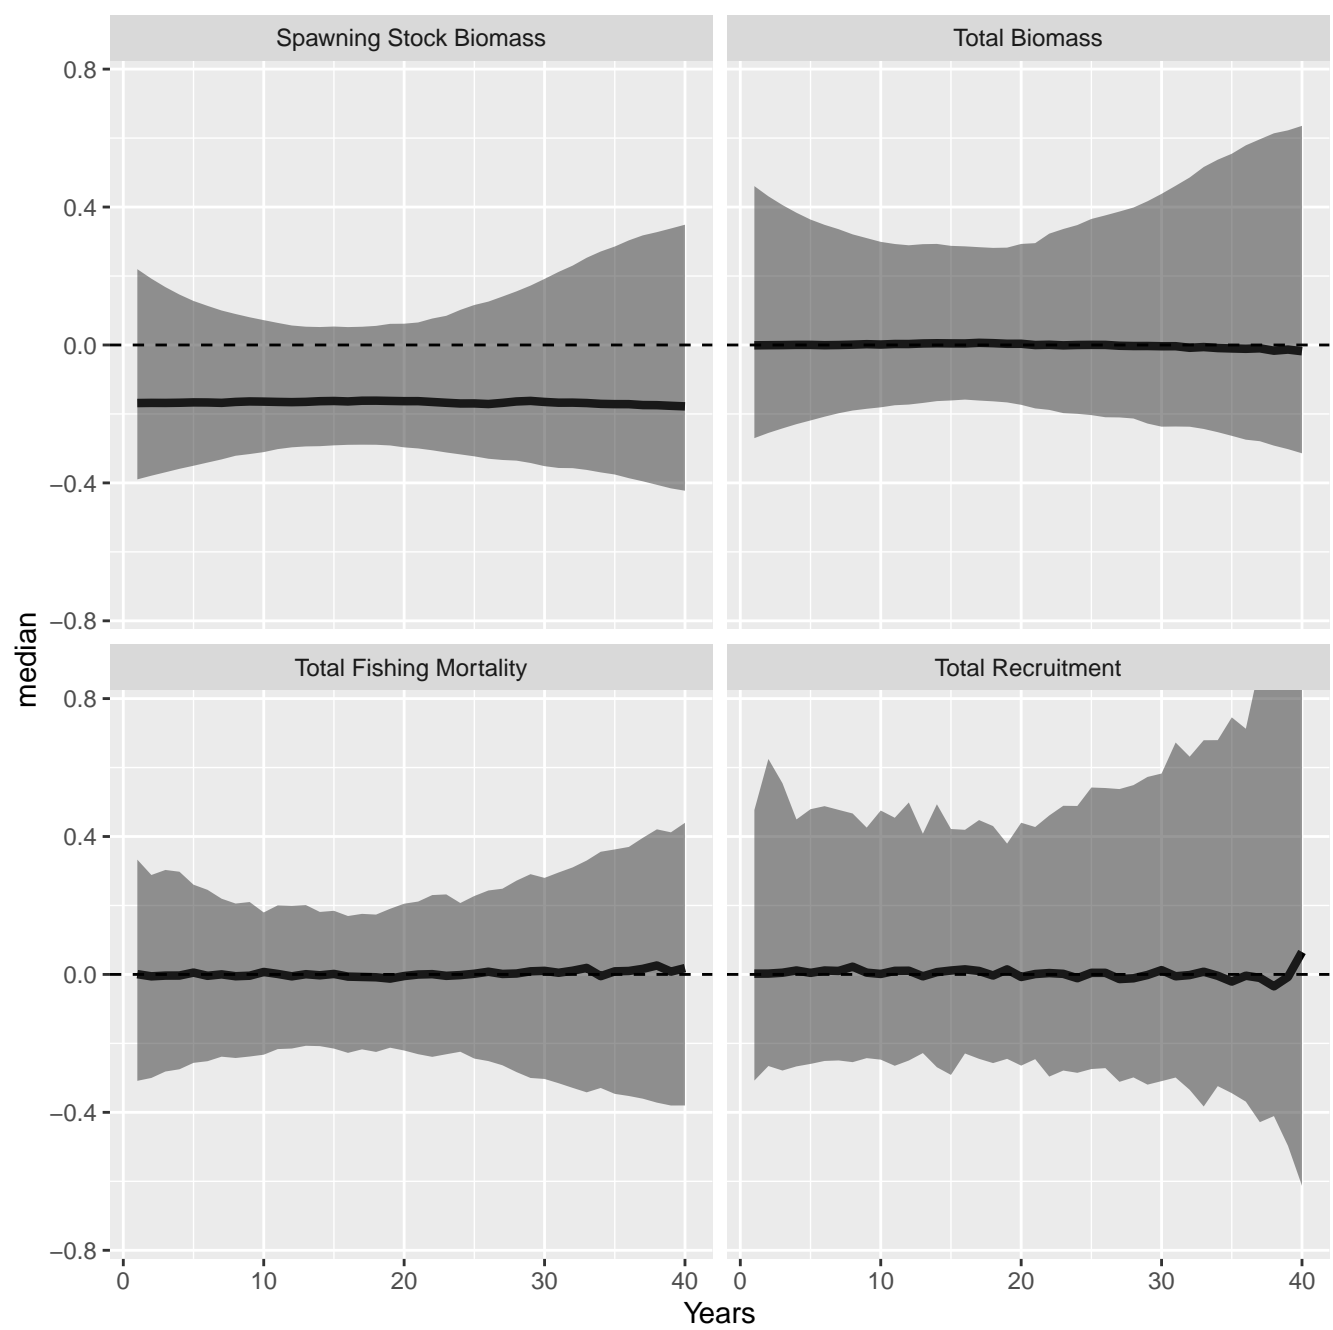 Spawning Stock Biomass
Total Biomass
0.8
0.4
0.0
−0.4
−0.8
median
Total Fishing Mortality
Total Recruitment
0.8
0.4
0.0
−0.4
−0.8
0 10 20 30 40
0 10 20 30 40
Years